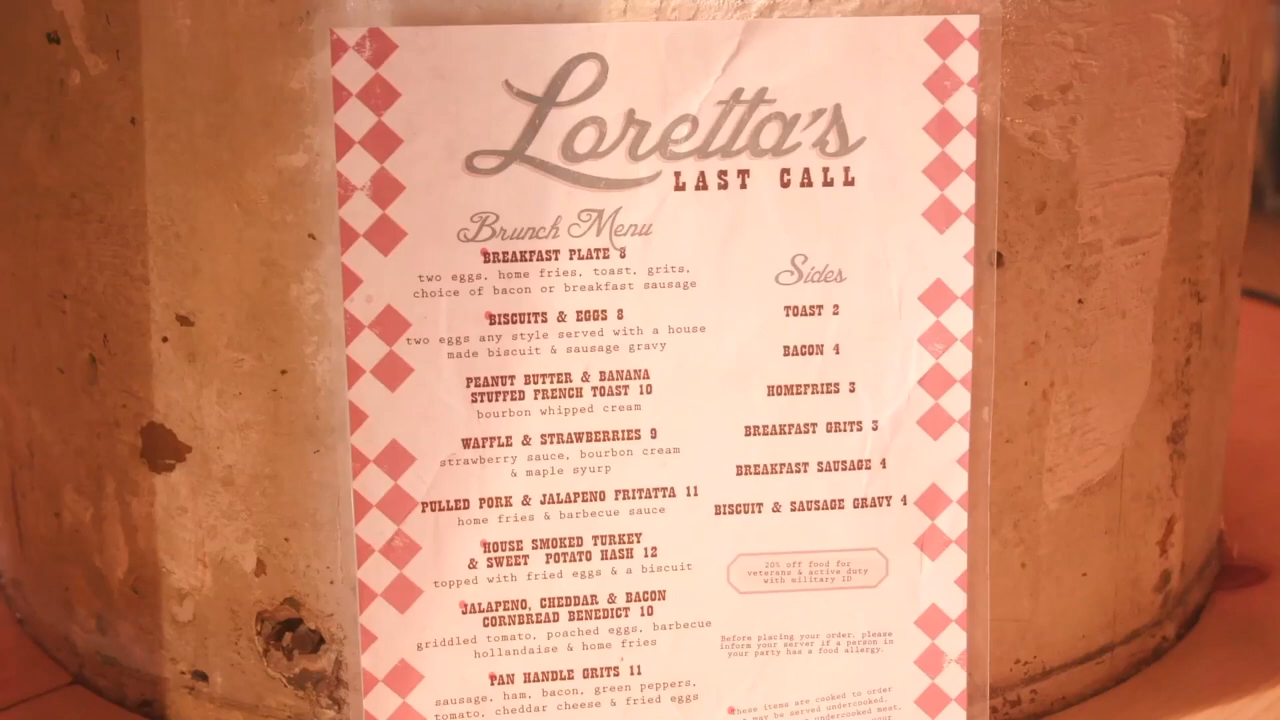 Loretta's
LAST CALL
Brunch Menu
BREAKFAST PLATE 8
two eggs, home fries, toast, grits,
choice of bacon or breakfast sausage
BISCUITS & EGGS 8
two eggs any style served with a house
made biscuit & sausage gravy
PEANUT BUTTER & BANANA
STUFFED FRENCH TOAST 10
bourbon whipped cream
WAFFLE & STRAWBERRIES 9
strawberry sauce, bourbon cream
& maple syurp
PULLED PORK & JALAPENO FRITATTA 11
home fries & barbecue sauce
HOUSE SMOKED TURKEY
& SWEET POTATO HASH 12
topped with fried eggs & a biscuit
JALAPENO, CHEDDAR & BACON
CORNBREAD BENEDICT 10
griddled tomato, poached eggs, barbecue
hollandaise & home fries
PAN HANDLE GRITS 11
sausage, ham, bacon, green peppers,
tomato, cheddar cheese & fried eggs
Sides
TOAST 2
BACON 4
HOMEFRIES 3
BREAKFAST GRITS 3
BREAKFAST SAUSAGE 4
BISCUIT & SAUSAGE GRAVY 4
20% off food for
veterans & active duty
with military ID
Before placing your order, please
inform your server if a person in
your party has a food allergy.
These items are cooked to order
may be served undercooked.
undercooked meat,
your